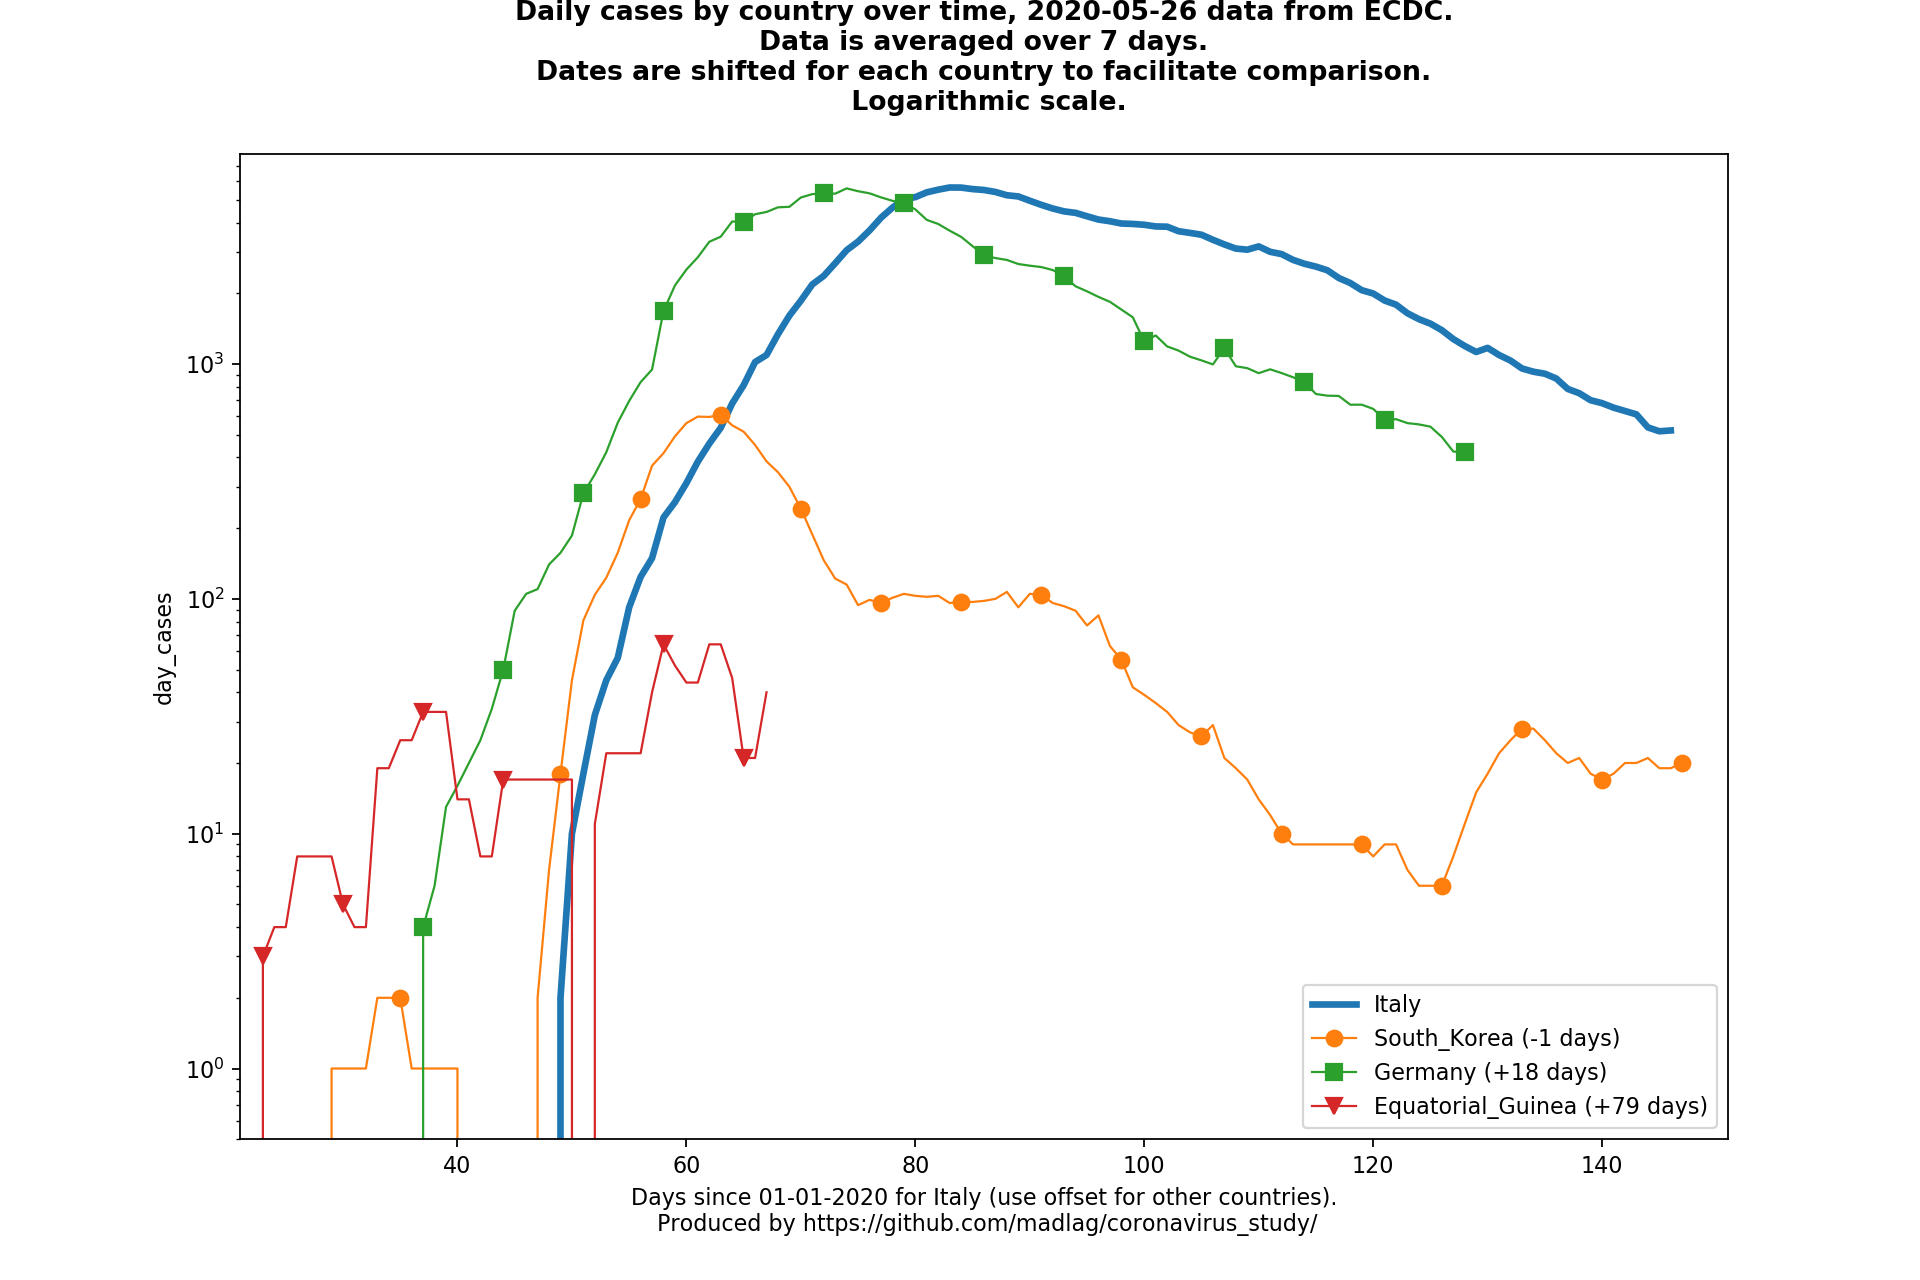 Daily cases by country over time, 2020-05-26 data from ECDC.
Data is averaged over 7 days.
Dates are shifted for each country to facilitate comparison.
Logarithmic scale.
10³
10²
10¹
10⁰
day_cases
40 60 80 100 120 140
Days since 01-01-2020 for Italy (use offset for other countries).
Produced by https://github.com/madlag/coronavirus_study/
Italy
South_Korea (-1 days)
Germany (+18 days)
Equatorial_Guinea (+79 days)